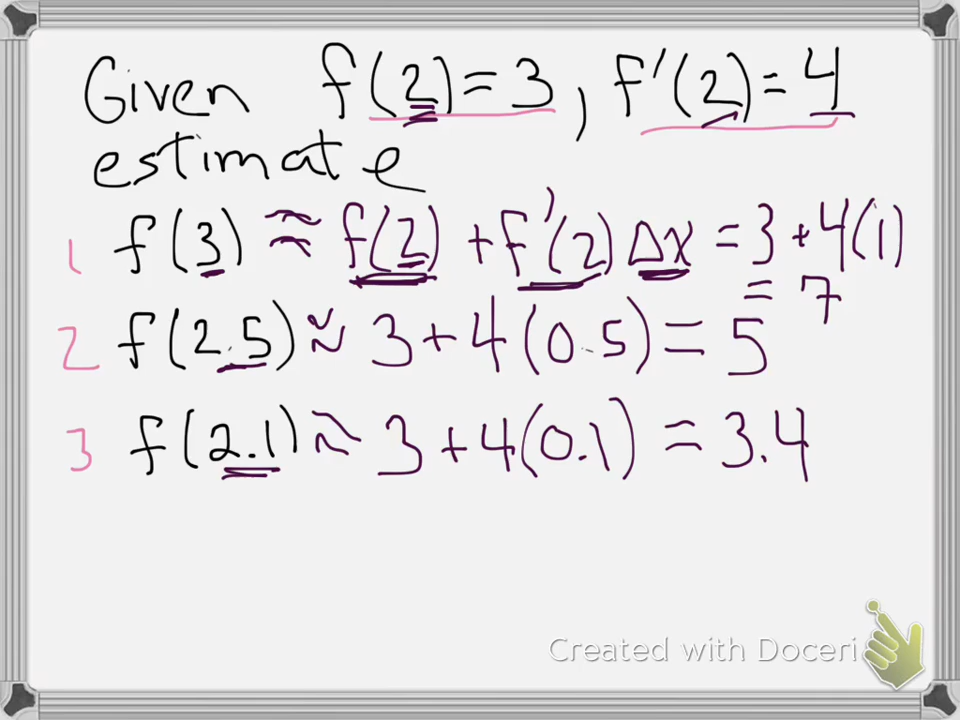 Given f(2)=3, f'(2)=4
estimate
1 f(3) ≈ f(2) + f'(2) Δx = 3+4(1)
= 7
2 f(2.5) ≈ 3+4(0.5) = 5
3 f(2.1) ≈ 3+4(0.1) = 3.4
Created with Doceri